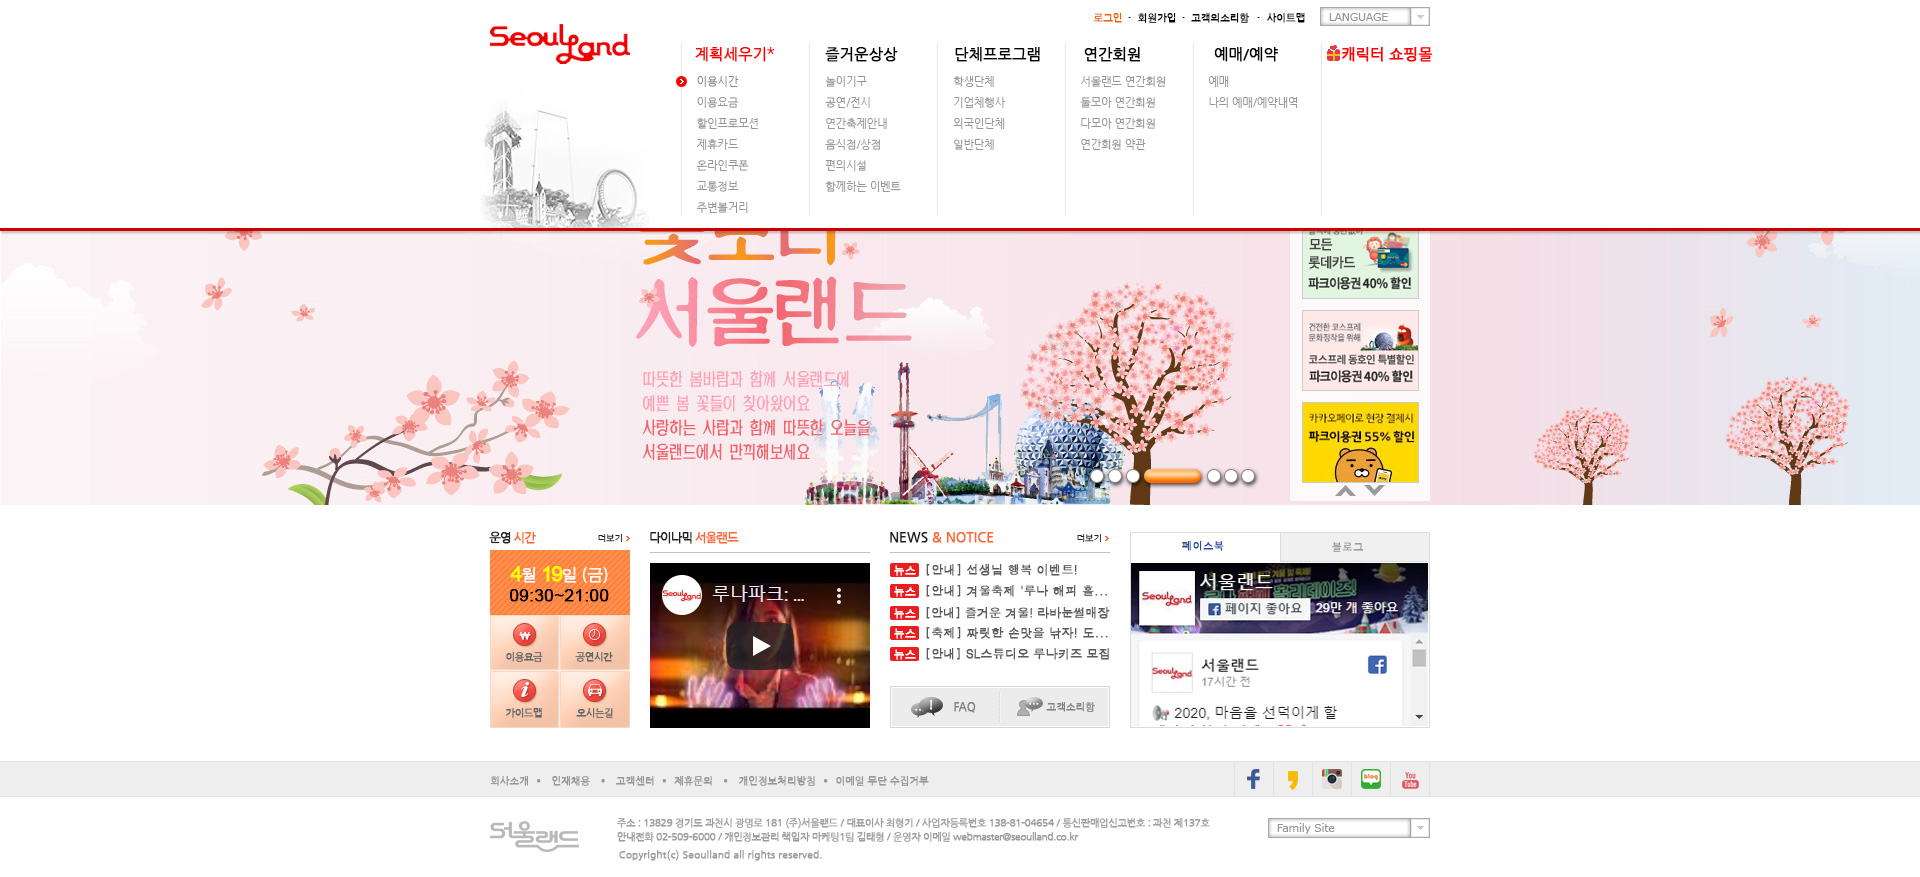 로그인 · 회원가입 · 고객의소리함 · 사이트맵
LANGUAGE
Seoulland
계획세우기*
즐거운상상
단체프로그램
연간회원
예매/예약
캐릭터 쇼핑몰
이용시간
이용요금
할인프로모션
제휴카드
온라인쿠폰
교통정보
주변볼거리
놀이기구
공연/전시
연간축제안내
음식점/상점
편의시설
함께하는 이벤트
학생단체
기업체행사
외국인단체
일반단체
서울랜드 연간회원
둘모아 연간회원
다모아 연간회원
연간회원 약관
예매
나의 예매/예약내역
서울랜드
따뜻한 봄바람과 함께 서울랜드에
예쁜 봄 꽃들이 찾아왔어요
사랑하는 사람과 함께 따뜻한 오늘을
서울랜드에서 만끽해보세요
모든
롯데카드
파크이용권 40% 할인
건전한 코스프레
문화정착을 위해
코스프레 동호인 특별할인
파크이용권 40% 할인
카카오페이로 현장 결제시
파크이용권 55% 할인
운영 시간
더보기
4월 19일 (금)
09:30~21:00
이용요금
공연시간
가이드맵
오시는길
다이나믹 서울랜드
Seoulland
루나파크: ...
NEWS & NOTICE
더보기
뉴스 [안내] 선생님 행복 이벤트!
뉴스 [안내] 겨울축제 '루나 해피 홀...
뉴스 [안내] 즐거운 겨울! 라바눈썰매장
뉴스 [축제] 짜릿한 손맛을 낚자! 도...
뉴스 [안내] SL스튜디오 루나키즈 모집
FAQ
고객소리함
페이스북
블로그
Seoulland
서울랜드
페이지 좋아요
29만 개 좋아요
Seoulland
서울랜드
17시간 전
2020, 마음을 선덕이게 할
회사소개 • 인재채용 • 고객센터 • 제휴문의 • 개인정보처리방침 • 이메일 무단 수집거부
blog
You
Tube
서울랜드
주소 : 13829 경기도 과천시 광명로 181 (주)서울랜드 / 대표이사 최형기 / 사업자등록번호 138-81-04654 / 통신판매업신고번호 : 과천 제137호
안내전화 02-509-6000 / 개인정보관리 책임자 마케팅1팀 김태형 / 운영자 이메일 webmaster@seoulland.co.kr
Copyright(c) Seoulland all rights reserved.
Family Site